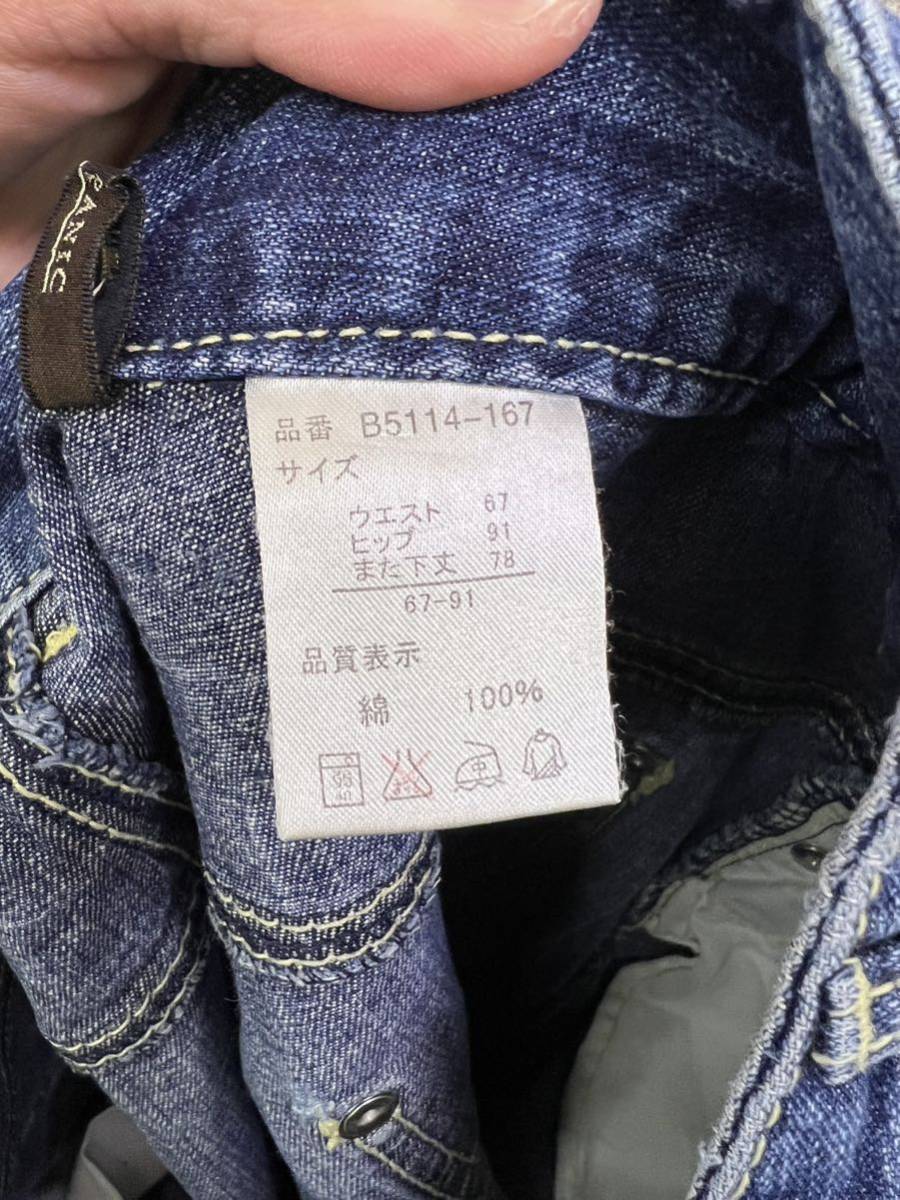 品番 B5114-167
サイズ
ウエスト 67
ヒップ 91
また下丈 78
67-91
品質表示
綿 100%
中